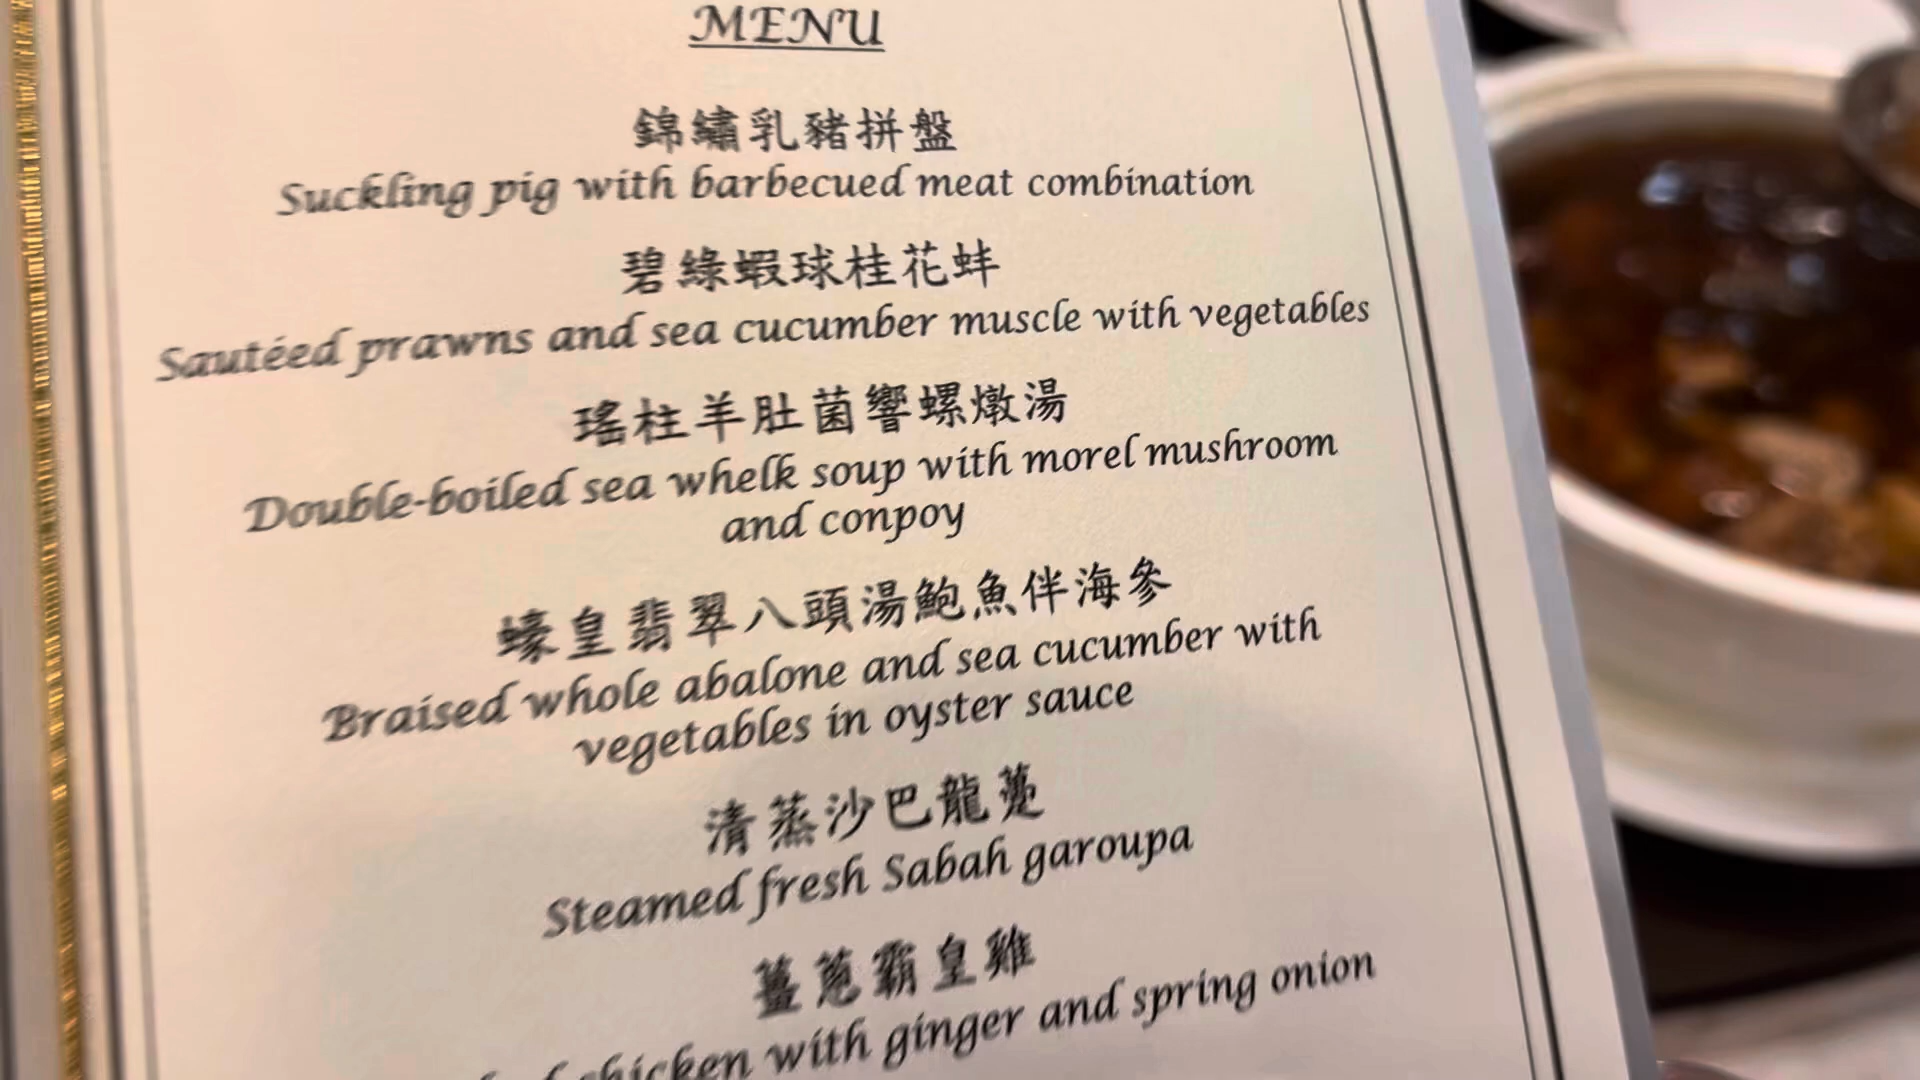 MENU
錦繡乳豬拼盤
Suckling pig with barbecued meat combination
碧綠蝦球桂花蚌
Sautéed prawns and sea cucumber muscle with vegetables
瑤柱羊肚菌響螺燉湯
Double-boiled sea whelk soup with morel mushroom
and conpoy
蠔皇翡翠八頭湯鮑魚伴海參
Braised whole abalone and sea cucumber with
vegetables in oyster sauce
清蒸沙巴龍躉
Steamed fresh Sabah garoupa
薑蔥霸皇雞
chicken with ginger and spring onion